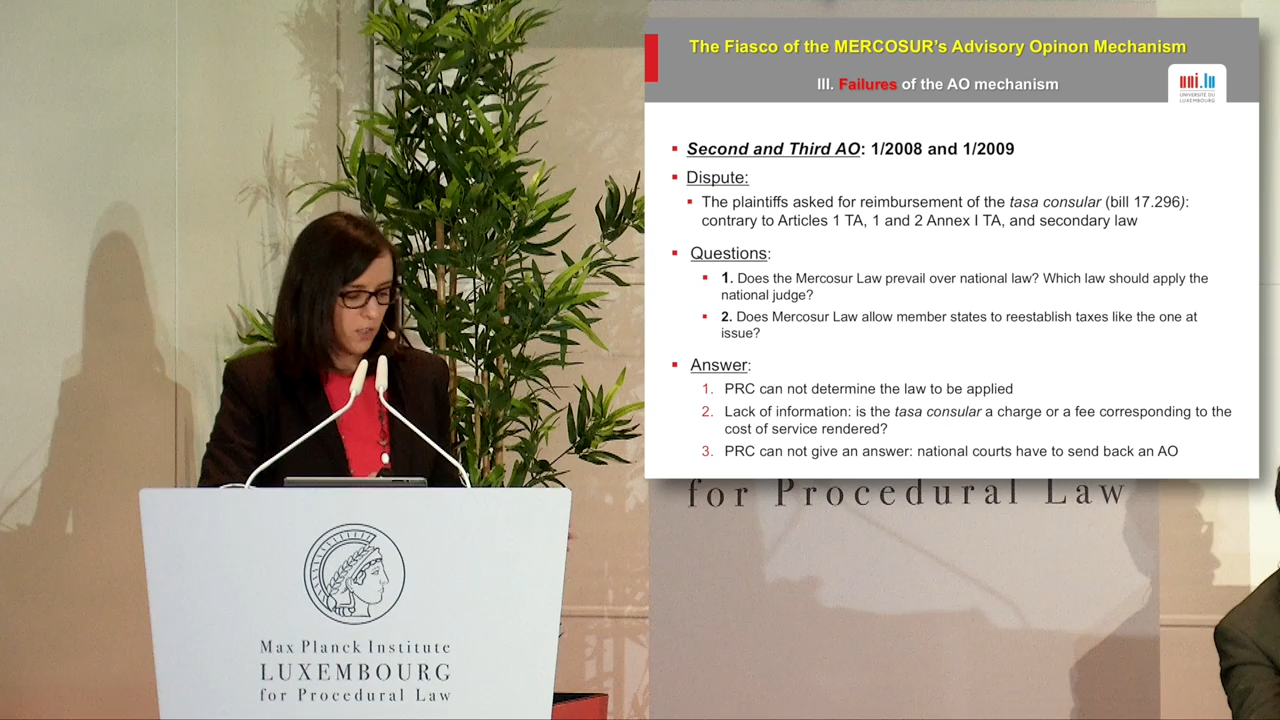 The Fiasco of the MERCOSUR's Advisory Opinon Mechanism
III. Failures of the AO mechanism
uni.lu
UNIVERSITÉ DU
LUXEMBOURG
Second and Third AO: 1/2008 and 1/2009
Dispute:
The plaintiffs asked for reimbursement of the tasa consular (bill 17.296):
contrary to Articles 1 TA, 1 and 2 Annex I TA, and secondary law
Questions:
1. Does the Mercosur Law prevail over national law? Which law should apply the
national judge?
2. Does Mercosur Law allow member states to reestablish taxes like the one at
issue?
Answer:
1. PRC can not determine the law to be applied
2. Lack of information: is the tasa consular a charge or a fee corresponding to the
cost of service rendered?
3. PRC can not give an answer: national courts have to send back an AO
for Procedural Law
Max Planck Institute
LUXEMBOURG
for Procedural Law